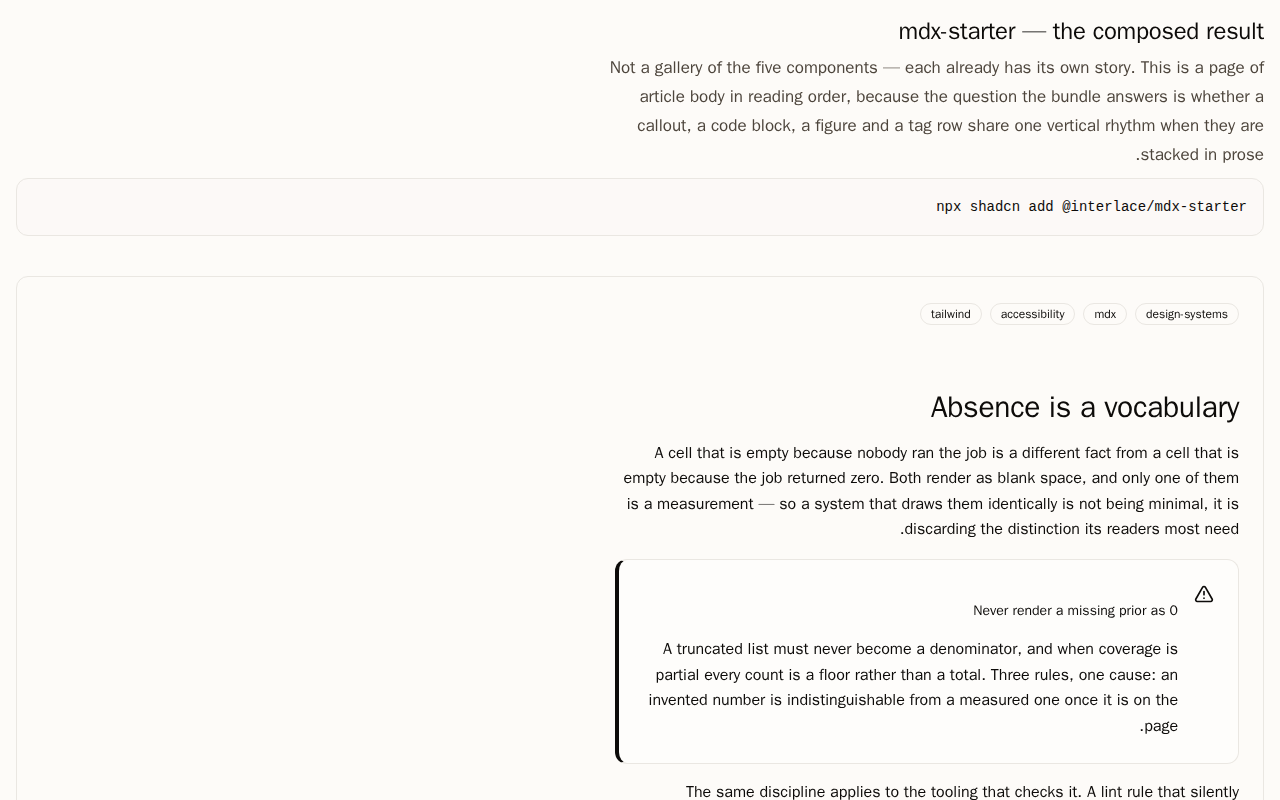 mdx-starter — the composed result
Not a gallery of the five components — each already has its own story. This is a page of
article body in reading order, because the question the bundle answers is whether a
callout, a code block, a figure and a tag row share one vertical rhythm when they are
stacked in prose.
npx shadcn add @interlace/mdx-starter
design-systems mdx accessibility tailwind
Absence is a vocabulary
A cell that is empty because nobody ran the job is a different fact from a cell that is
empty because the job returned zero. Both render as blank space, and only one of them
is a measurement — so a system that draws them identically is not being minimal, it is
discarding the distinction its readers most need.
Never render a missing prior as 0
A truncated list must never become a denominator, and when coverage is
partial every count is a floor rather than a total. Three rules, one cause: an
invented number is indistinguishable from a measured one once it is on the
page.
The same discipline applies to the tooling that checks it. A lint rule that silently